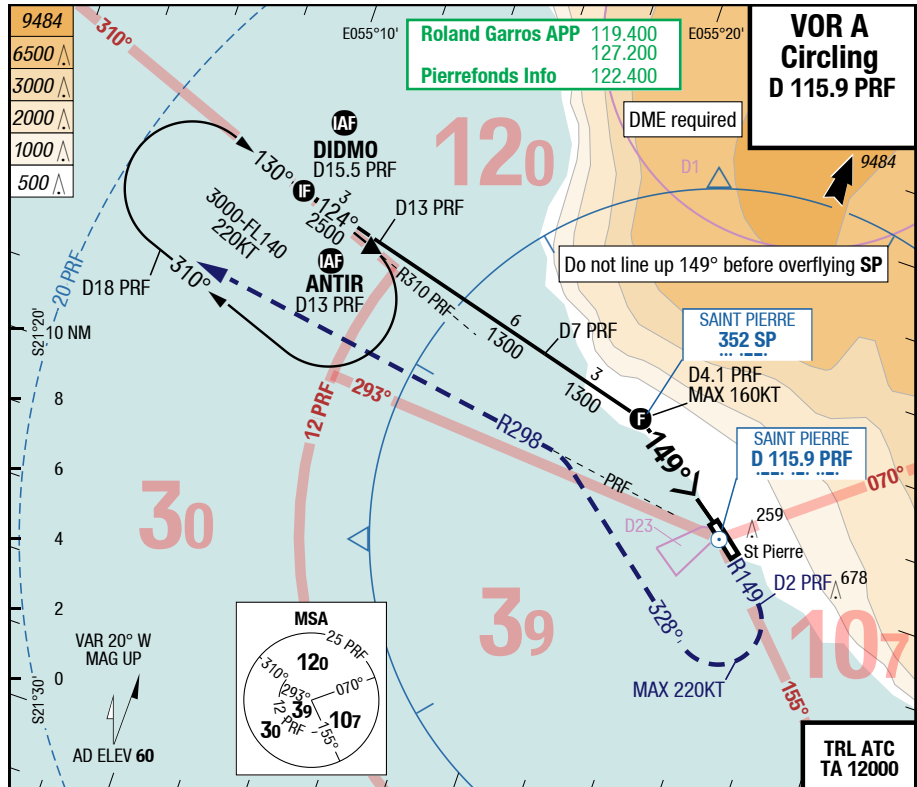 9484
6500
3000
2000
1000
500
310°
E055°10'
Roland Garros APP 119.400
127.200
Pierrefonds Info 122.400
E055°20'
VOR A
Circling
D 115.9 PRF
DME required
D1
9484
120
IAF
DIDMO
D15.5 PRF
130°
IF
3
124°
2500
D13 PRF
3000-FL140
220KT
IAF
ANTIR
D13 PRF
R310 PRF
Do not line up 149° before overflying SP
20 PRF
D18 PRF
310°
S21°20'
10 NM
6
1300
D7 PRF
3
1300
SAINT PIERRE
352 SP
D4.1 PRF
MAX 160KT
F
8
293°
12 PRF
R298
149°
SAINT PIERRE
D 115.9 PRF
6
PRF
070°
30
D23
259
St Pierre
4
R149
D2 PRF
678
2
39
328°
107
MAX 220KT
155°
VAR 20° W
MAG UP
0
S21°30'
AD ELEV 60
MSA
25 PRF
120
310°
293°
070°
39
12 PRF
30
107
155°
TRL ATC
TA 12000